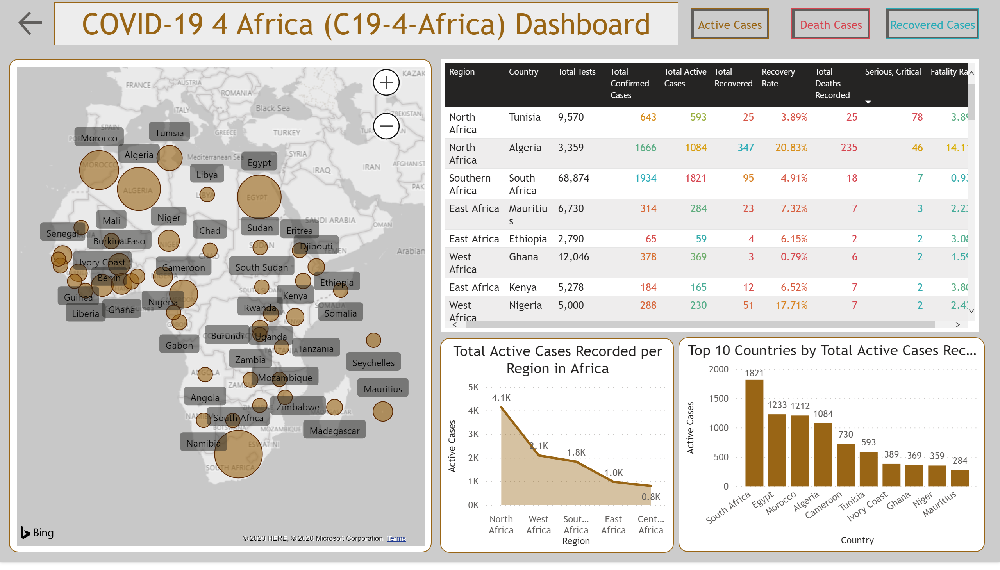 COVID-19 4 Africa (C19-4-Africa) Dashboard
Active Cases
Death Cases
Recovered Cases
KAZAK
FRANCE
AUSTRIA
ROMANIA
ITALY
Black Sea
SPAIN
GREECE
TURKEY
Morocco
Tunisia
Algeria
Mediterranean Sea
Egypt
SYRIA
Libya
MOROCCO
IRAQ
IRAN
AFGHANIST
ALGERIA
LIBYA
EGYPT
PAK
Mali
Niger
Chad
Sudan
Eritrea
SAUDI ARABIA
OMAN
Senegal
Burkina Faso
NIGER
SUDAN
Djibouti
YEMEN
Arabian
CHAD
Ivory Coast
Cameroon
South Sudan
NIGERIA
Benin
Ethiopia
SOUTH SUDAN
Guinea
Nigeria
Kenya
Liberia
Ghana
Rwanda
SOMALIA
Somalia
KENYA
GABON
Burundi
Uganda
Gabon
TANZANIA
Tanzania
Zambia
Seychelles
ANGOLA
Mozambique
ZAMBIA
Mauritius
Angola
Zimbabwe
MADAGASCAR
South Africa
BOTSWANA
MOZAMBIQUE
Madagascar
Namibia
ESWATINI
SOUTH AFRICA
Bing
© 2020 HERE, © 2020 Microsoft Corporation Terms
Region Country Total Tests Total Confirmed Cases Total Active Cases Total Recovered Recovery Rate Total Deaths Recorded Serious, Critical Fatality Ra
North Africa Tunisia 9,570 643 593 25 3.89% 25 78 3.89
North Africa Algeria 3,359 1666 1084 347 20.83% 235 46 14.11
Southern Africa South Africa 68,874 1934 1821 95 4.91% 18 7 0.93
East Africa Mauritius 6,730 314 284 23 7.32% 7 3 2.23
East Africa Ethiopia 2,790 65 59 4 6.15% 2 2 3.08
West Africa Ghana 12,046 378 369 3 0.79% 6 2 1.59
East Africa Kenya 5,278 184 165 12 6.52% 7 2 3.80
West Africa Nigeria 5,000 288 230 51 17.71% 7 2 2.43
Total Active Cases Recorded per
Region in Africa
Active Cases
5K
4K
3K
2K
1K
0K
4.1K
2.1K
1.8K
1.0K
0.8K
North Africa
West Africa
Sout... Africa
East Africa
Cent... Africa
Region
Top 10 Countries by Total Active Cases Rec...
Active Cases
2000
1500
1000
500
0
1821
1233
1212
1084
730
593
389
369
359
284
South Africa
Egypt
Morocco
Algeria
Cameroon
Tunisia
Ivory Coast
Ghana
Niger
Mauritius
Country